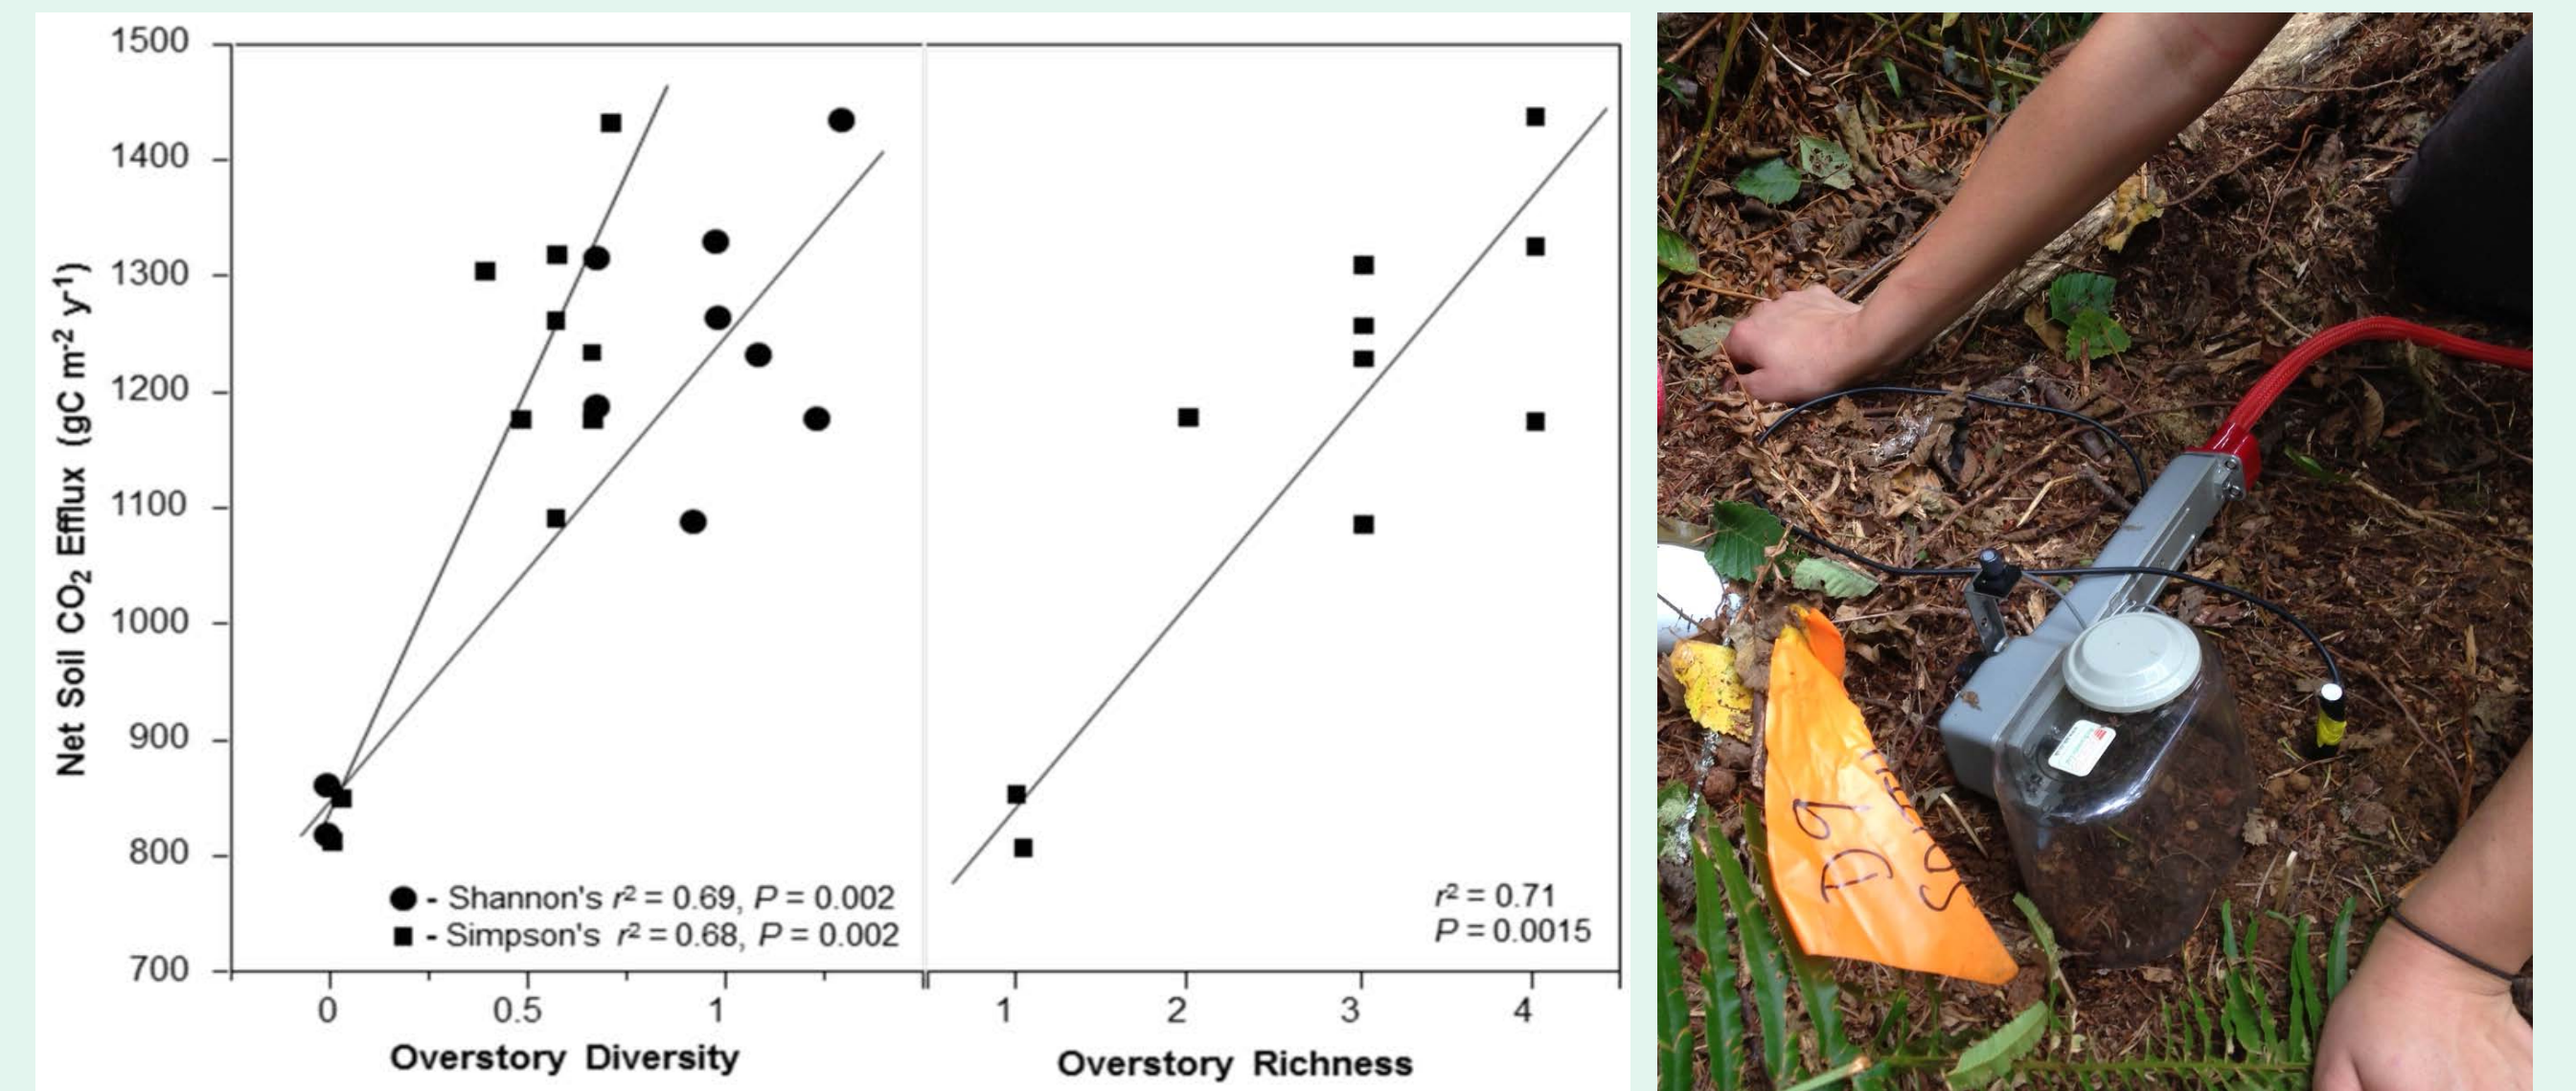 1500
1400
1300
1200
1100
1000
900
800
700
Net Soil CO₂ Efflux (gC m⁻² y⁻¹)
- Shannon's r² = 0.69, P = 0.002
- Simpson's r² = 0.68, P = 0.002
0 0.5 1
Overstory Diversity
r² = 0.71
P = 0.0015
1 2 3 4
Overstory Richness